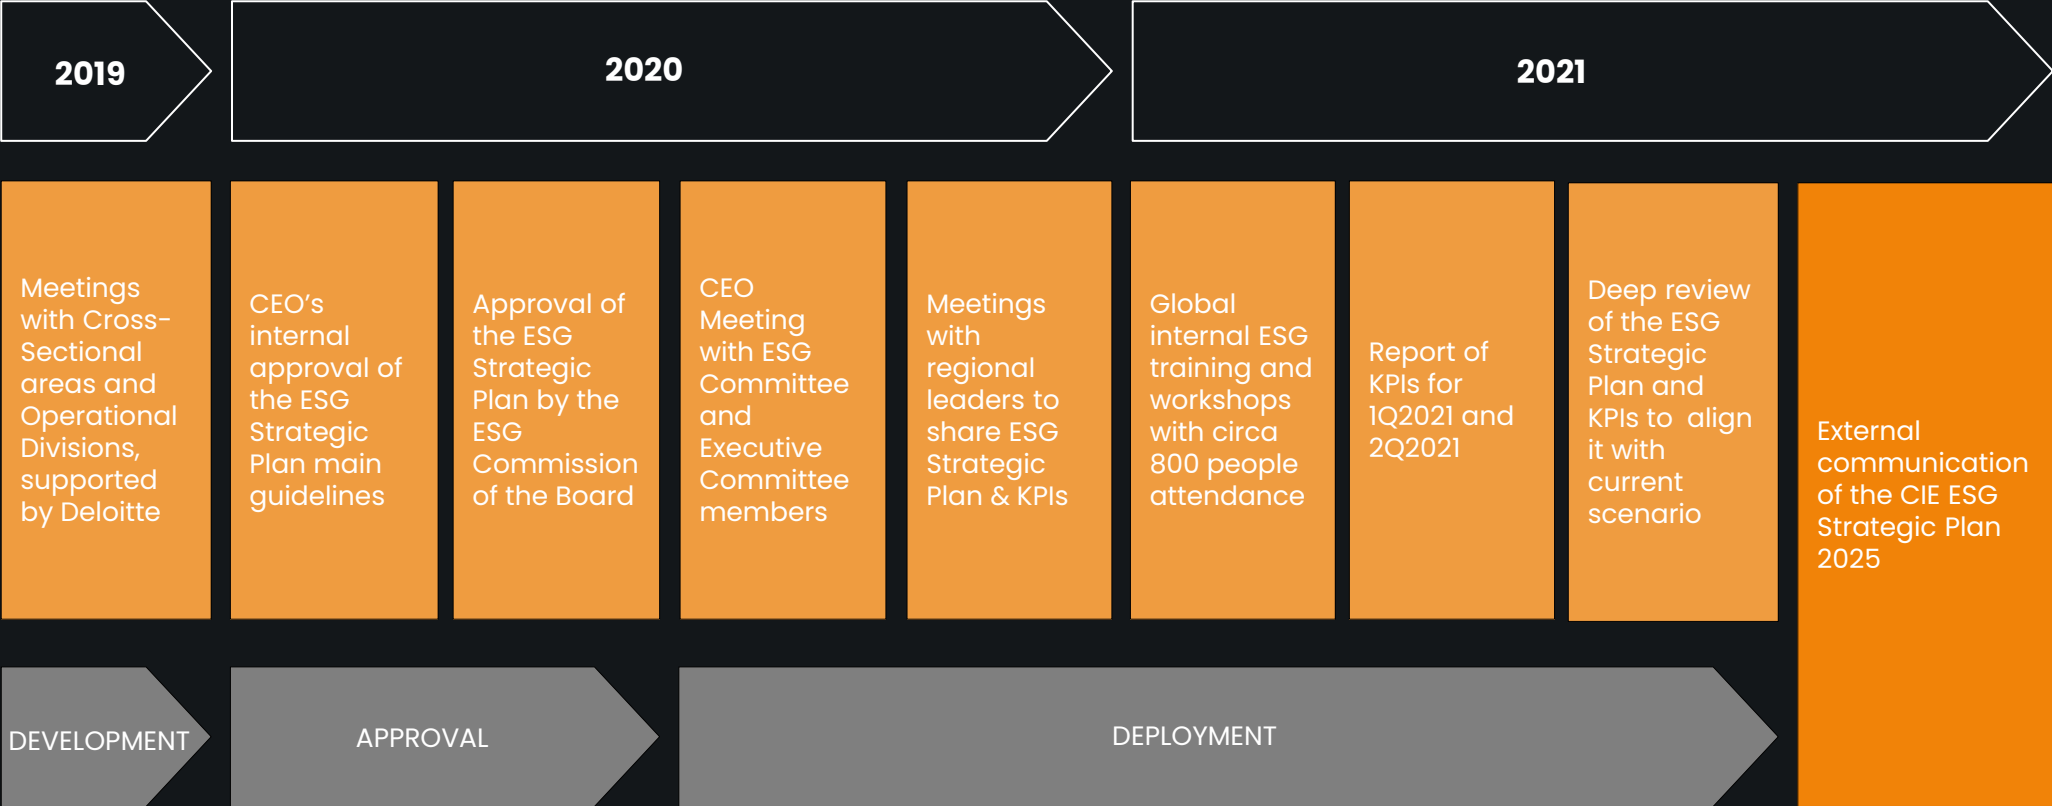 2019
2020
2021
Meetings
with Cross-
Sectional
areas and
Operational
Divisions,
supported
by Deloitte
CEO’s
internal
approval of
the ESG
Strategic
Plan main
guidelines
Approval of
the ESG
Strategic
Plan by the
ESG
Commission
of the Board
CEO
Meeting
with ESG
Committee
and
Executive
Committee
members
Meetings
with
regional
leaders to
share ESG
Strategic
Plan & KPIs
Global
internal ESG
training and
workshops
with circa
800 people
attendance
Report of
KPIs for
1Q2021 and
2Q2021
Deep review
of the ESG
Strategic
Plan and
KPIs to  align
it with
current
scenario
External
communication
of the CIE ESG
Strategic Plan
2025
DEVELOPMENT
APPROVAL
DEPLOYMENT